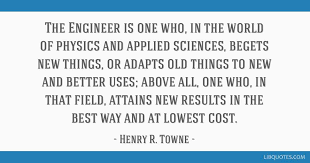 The Engineer is one who, in the world
of physics and applied sciences, begets
new things, or adapts old things to new
and better uses; above all, one who, in
that field, attains new results in the
best way and at lowest cost.
- Henry R. Towne -
LIBQUOTES.COM